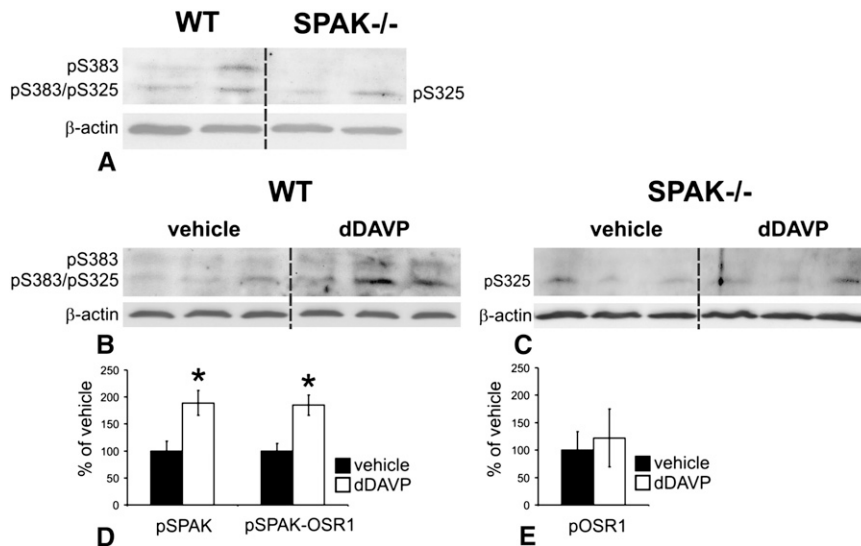 WT SPAK-/-
pS383
pS383/pS325 pS325
β-actin
A
WT SPAK-/-
vehicle dDAVP vehicle dDAVP
pS383
pS383/pS325 pS325
β-actin β-actin
B C
% of vehicle
250
200
150
100
50
0
* *
vehicle
dDAVP
pSPAK pSPAK-OSR1
D
% of vehicle
250
200
150
100
50
0
vehicle
dDAVP
pOSR1
E